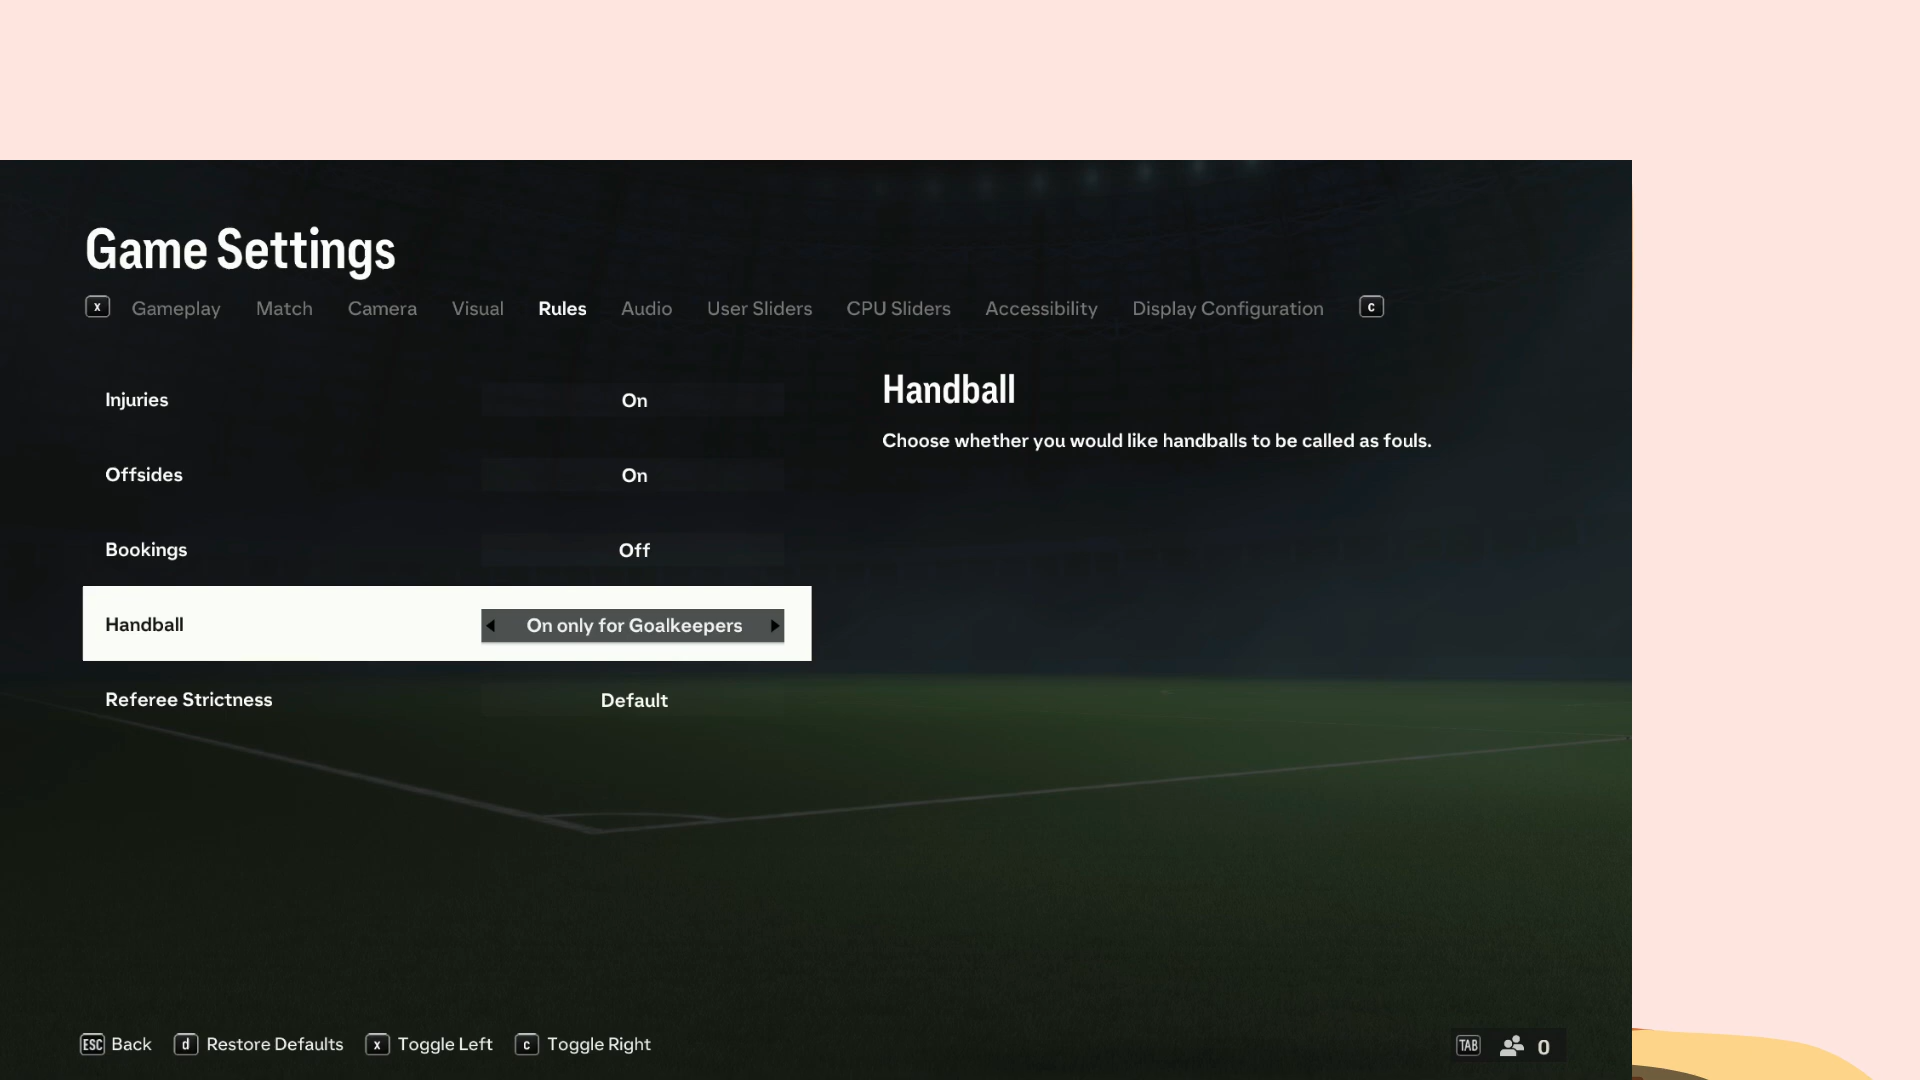 Game Settings
x Gameplay Match Camera Visual Rules Audio User Sliders CPU Sliders Accessibility Display Configuration c
Injuries On
Offsides On
Bookings Off
Handball On only for Goalkeepers
Referee Strictness Default
Handball
Choose whether you would like handballs to be called as fouls.
ESC Back d Restore Defaults x Toggle Left c Toggle Right
TAB 0